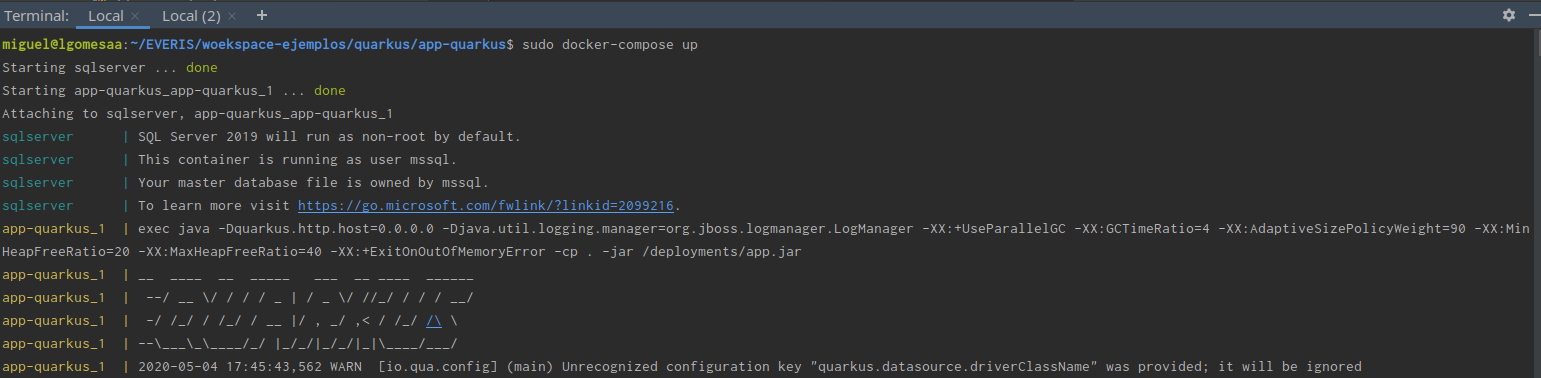 Terminal: Local × Local (2) × +
miguel@lgomesaa:~/EVERIS/woekspace-ejemplos/quarkus/app-quarkus$ sudo docker-compose up
Starting sqlserver ... done
Starting app-quarkus_app-quarkus_1 ... done
Attaching to sqlserver, app-quarkus_app-quarkus_1
sqlserver      | SQL Server 2019 will run as non-root by default.
sqlserver      | This container is running as user mssql.
sqlserver      | Your master database file is owned by mssql.
sqlserver      | To learn more visit https://go.microsoft.com/fwlink/?linkid=2099216.
app-quarkus_1  | exec java -Dquarkus.http.host=0.0.0.0 -Djava.util.logging.manager=org.jboss.logmanager.LogManager -XX:+UseParallelGC -XX:GCTimeRatio=4 -XX:AdaptiveSizePolicyWeight=90 -XX:Min
HeapFreeRatio=20 -XX:MaxHeapFreeRatio=40 -XX:+ExitOnOutOfMemoryError -cp . -jar /deployments/app.jar
app-quarkus_1  | __  ____  __  _____   ___  __ ____  ______
app-quarkus_1  |  --/ __ \/ / / / _ | / _ \/ //_/ / / / __/
app-quarkus_1  |  -/ /_/ / /_/ / __ |/ , _/ ,< / /_/ /\ \
app-quarkus_1  | --\___\_\____/_/ |_/_/|_/_/|_|\____/___/
app-quarkus_1  | 2020-05-04 17:45:43,562 WARN  [io.qua.config] (main) Unrecognized configuration key "quarkus.datasource.driverClassName" was provided; it will be ignored